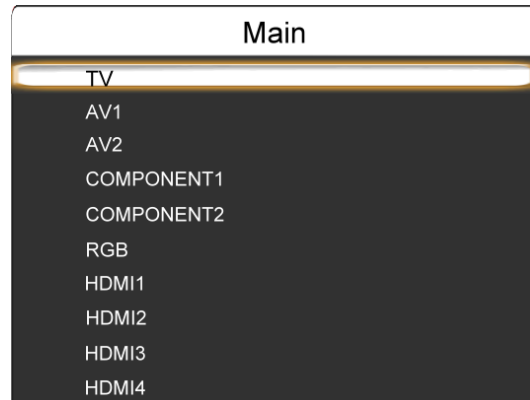 Main
TV
AV1
AV2
COMPONENT1
COMPONENT2
RGB
HDMI1
HDMI2
HDMI3
HDMI4